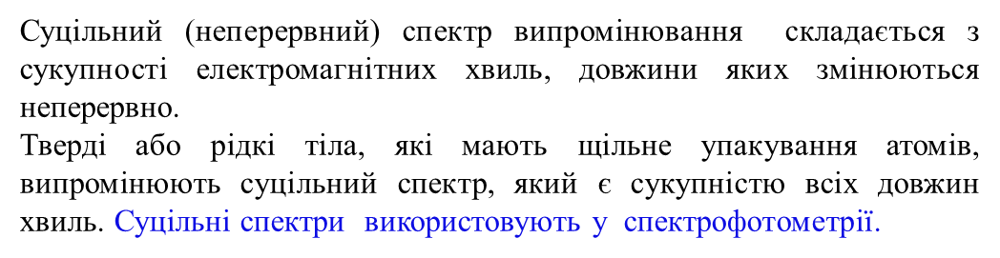 Суцільний (неперервний) спектр випромінювання складається з
сукупності електромагнітних хвиль, довжини яких змінюються
неперервно.
Тверді або рідкі тіла, які мають щільне упакування атомів,
випромінюють суцільний спектр, який є сукупністю всіх довжин
хвиль. Суцільні спектри використовують у спектрофотометрії.